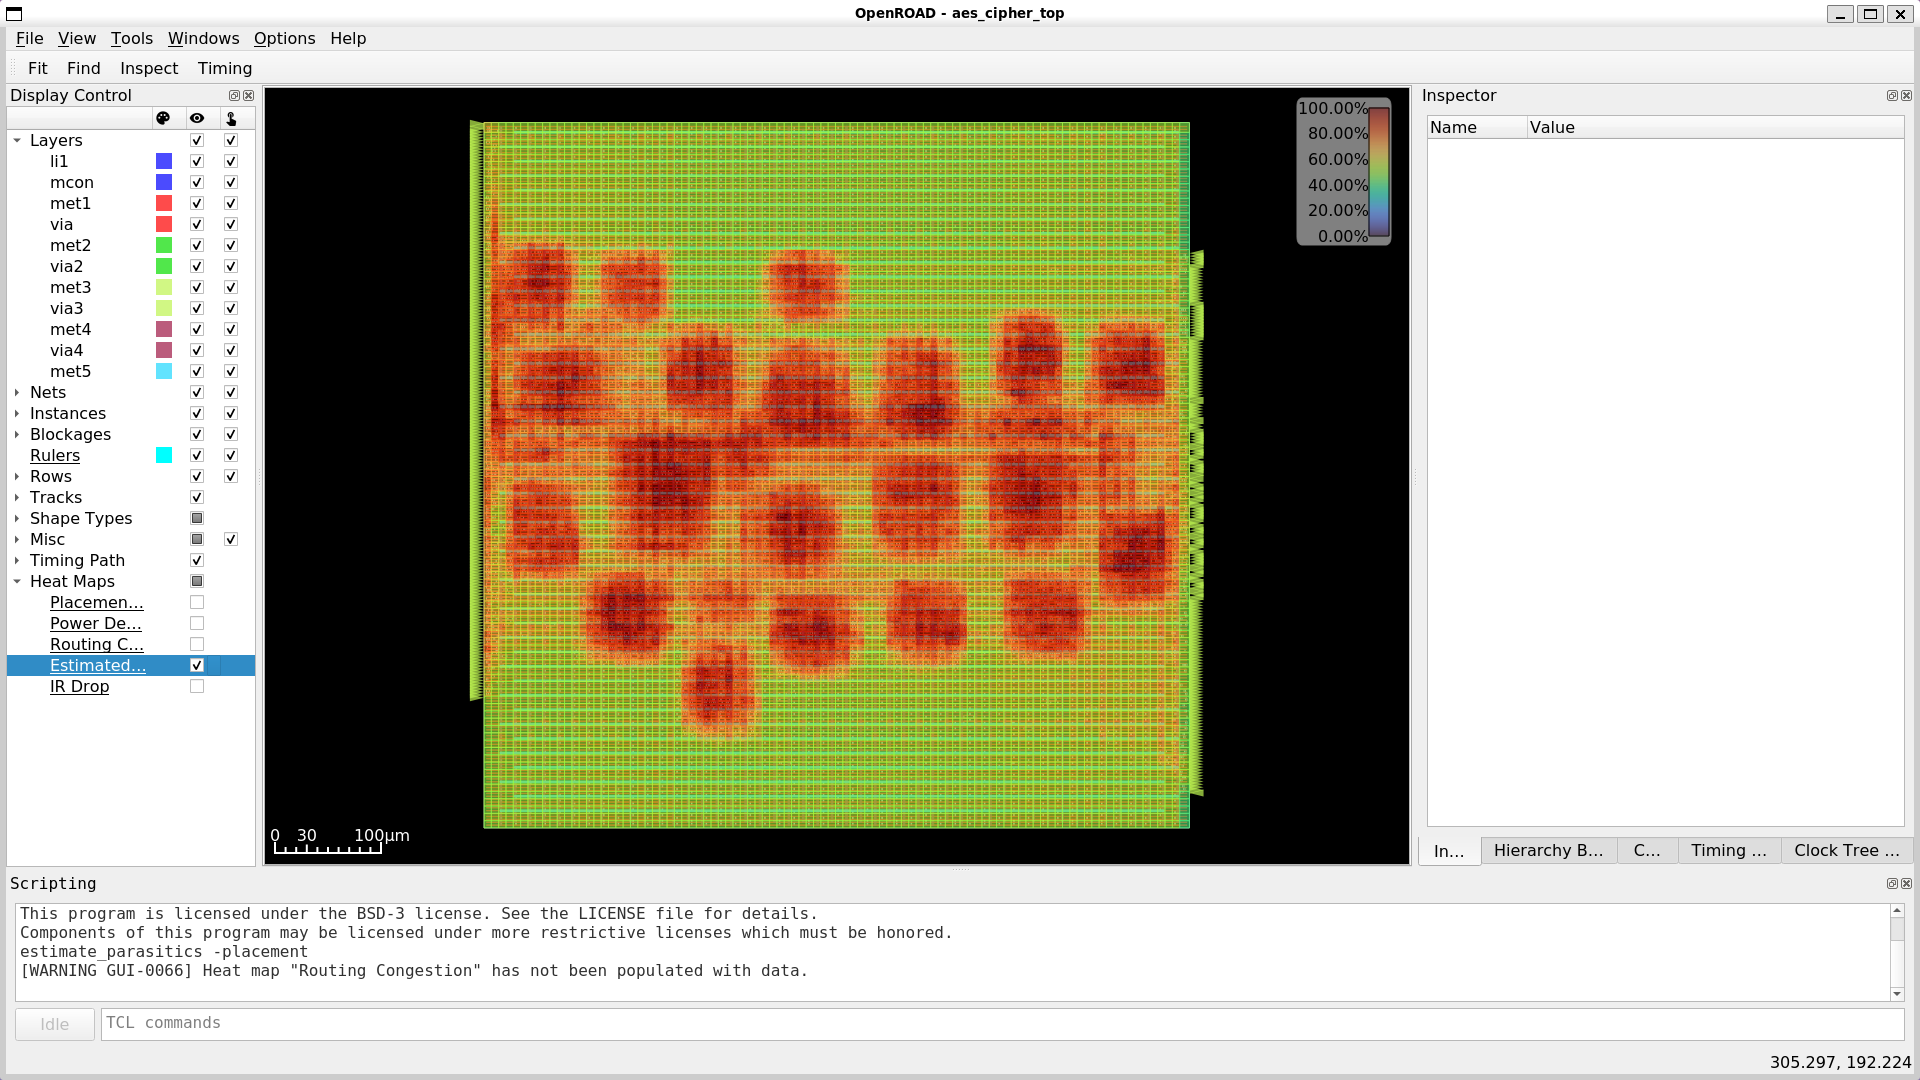 OpenROAD - aes_cipher_top
File View Tools Windows Options Help
Fit Find Inspect Timing
Display Control
Layers
li1
mcon
met1
via
met2
via2
met3
via3
met4
via4
met5
Nets
Instances
Blockages
Rulers
Rows
Tracks
Shape Types
Misc
Timing Path
Heat Maps
Placemen...
Power De...
Routing C...
Estimated...
IR Drop
100.00%
80.00%
60.00%
40.00%
20.00%
0.00%
0 30 100μm
Inspector
Name Value
In... Hierarchy B... C... Timing ... Clock Tree ...
Scripting
This program is licensed under the BSD-3 license. See the LICENSE file for details.
Components of this program may be licensed under more restrictive licenses which must be honored.
estimate_parasitics -placement
[WARNING GUI-0066] Heat map "Routing Congestion" has not been populated with data.
Idle TCL commands
305.297, 192.224